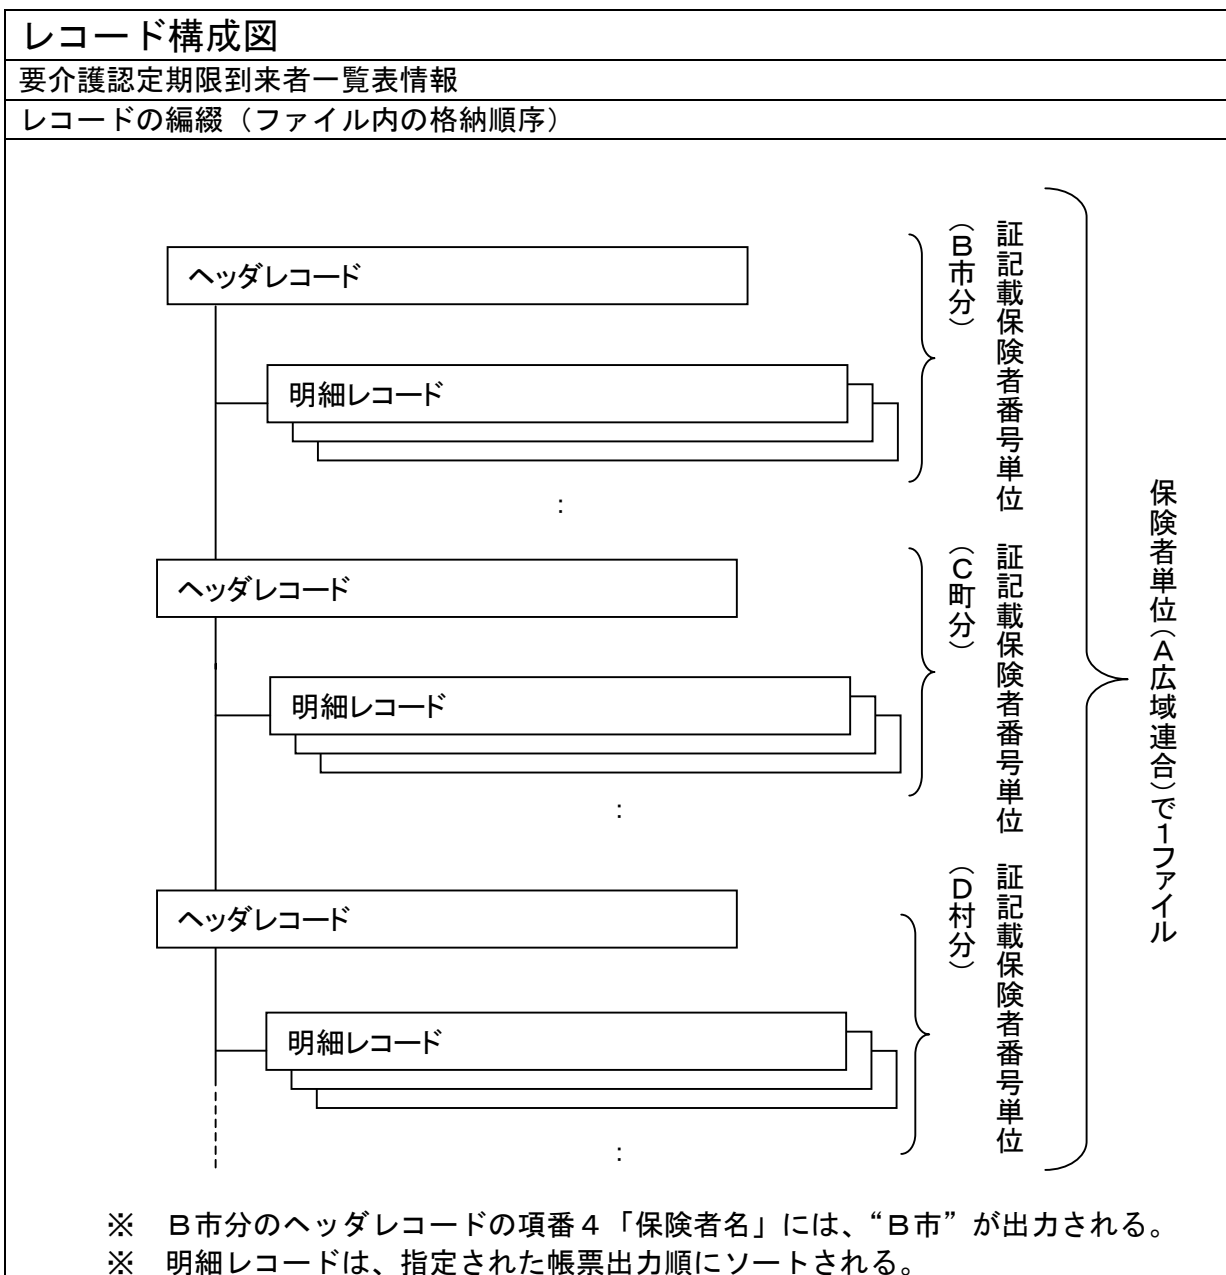 レコード構成図
要介護認定期限到来者一覧表情報
レコードの編綴（ファイル内の格納順序）
ヘッダレコード
明細レコード
：
証記載保険者番号単位
（Ｂ市分）
ヘッダレコード
明細レコード
：
証記載保険者番号単位
（Ｃ町分）
ヘッダレコード
明細レコード
：
証記載保険者番号単位
（Ｄ村分）
保険者単位（Ａ広域連合）で１ファイル
※　Ｂ市分のヘッダレコードの項番４「保険者名」には、“Ｂ市”が出力される。
※　明細レコードは、指定された帳票出力順にソートされる。